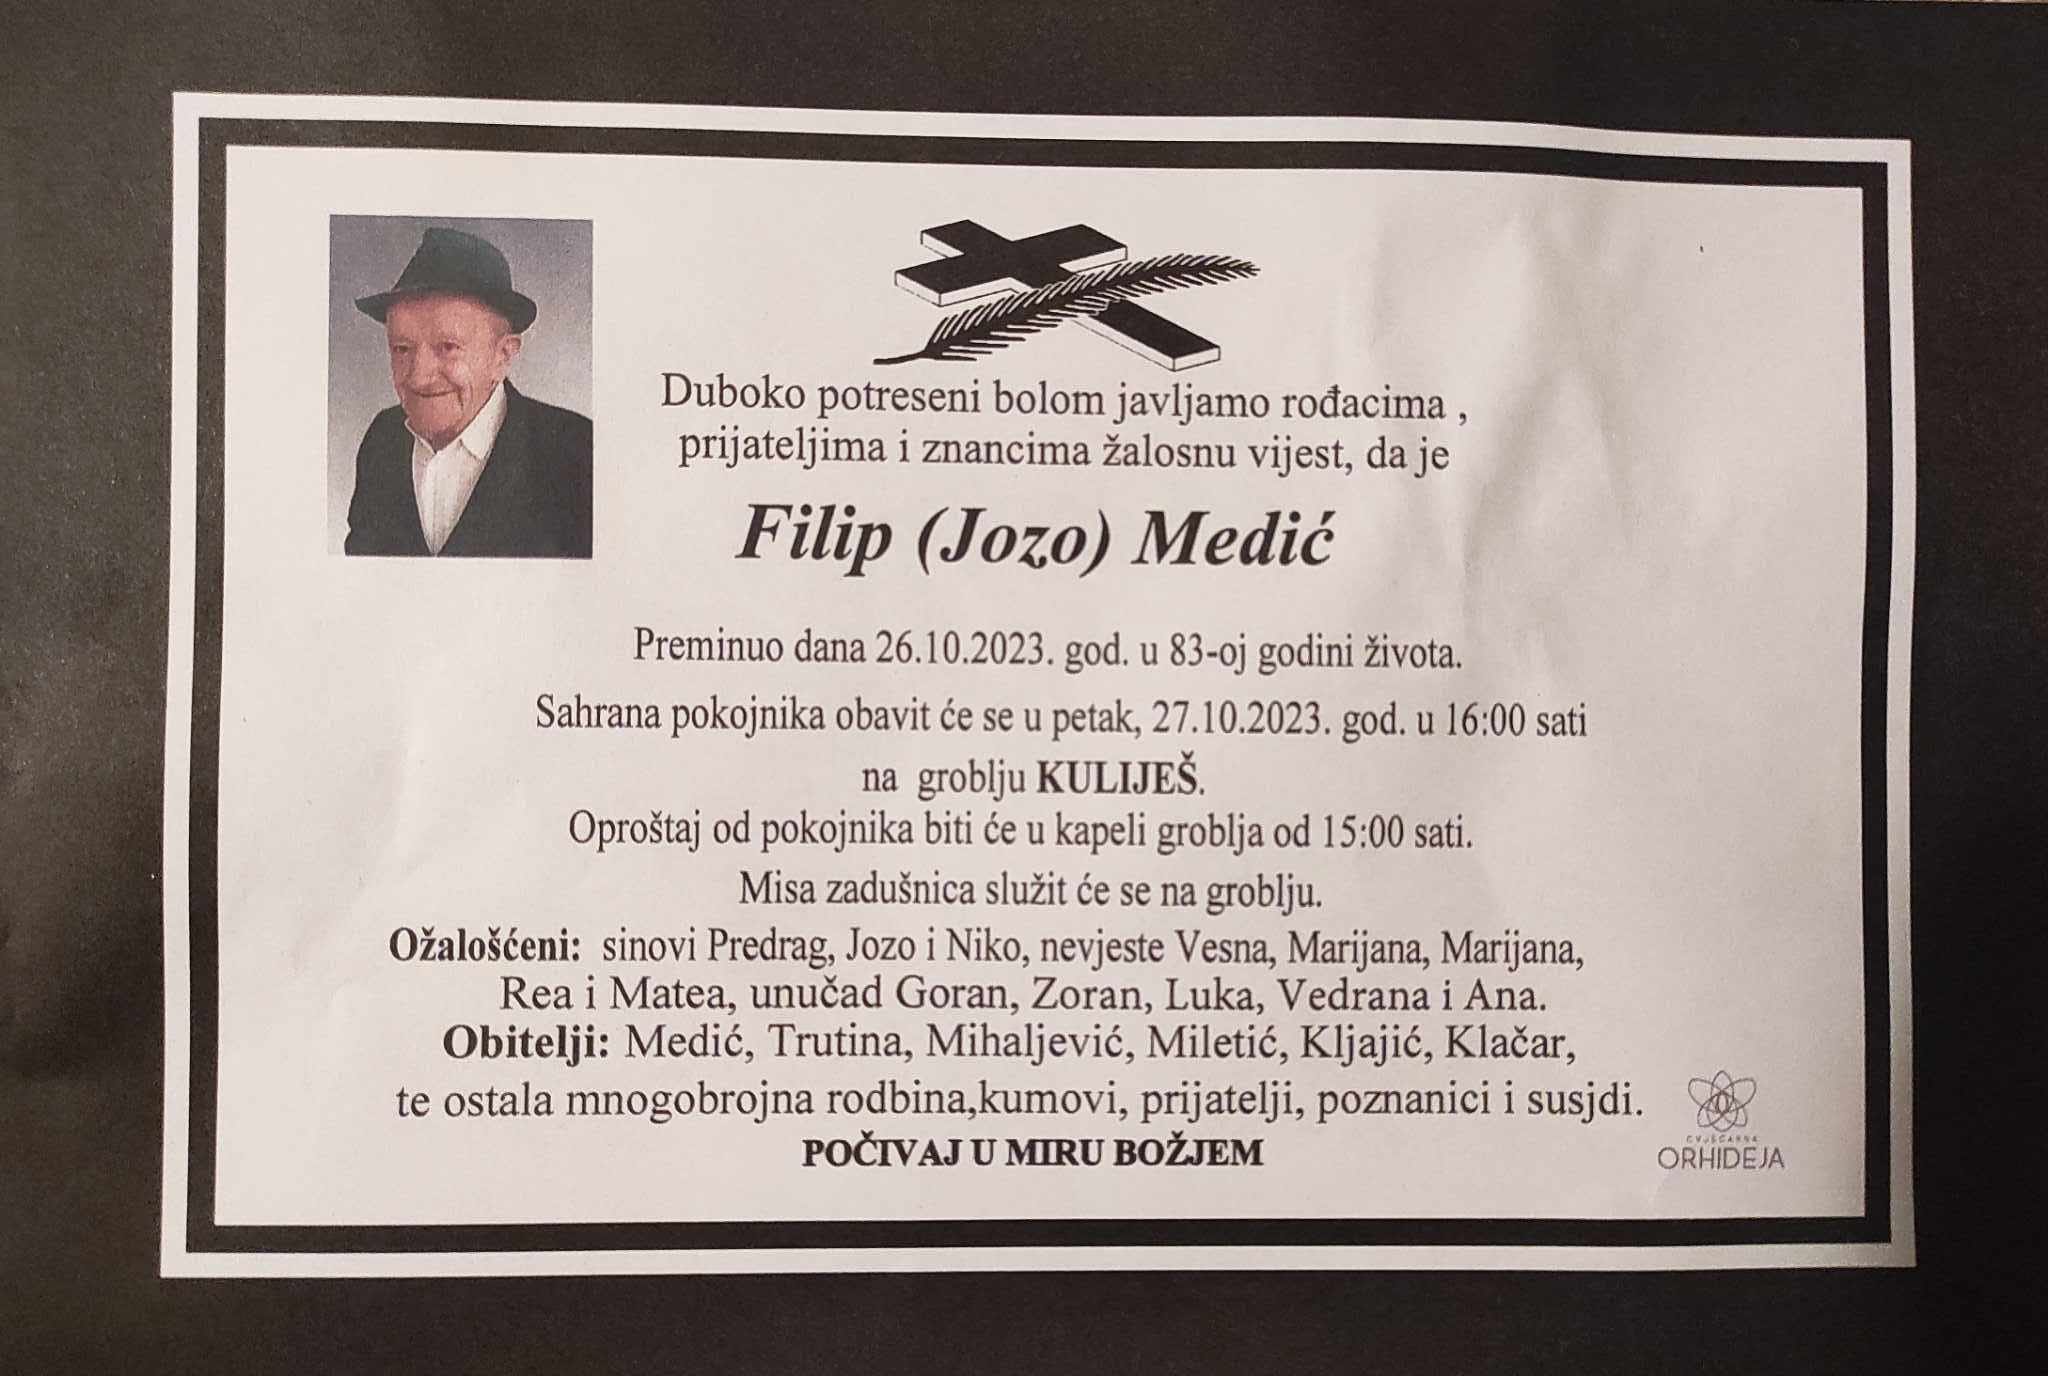 Duboko potreseni bolom javljamo rođacima ,
prijateljima i znancima žalosnu vijest, da je
Filip (Jozo) Medić
Preminuo dana 26.10.2023. god. u 83-oj godini života.
Sahrana pokojnika obavit će se u petak, 27.10.2023. god. u 16:00 sati
na groblju KULIJEŠ.
Oproštaj od pokojnika biti će u kapeli groblja od 15:00 sati.
Misa zadušnica služit će se na groblju.
Ožalošćeni: sinovi Predrag, Jozo i Niko, nevjeste Vesna, Marijana, Marijana,
Rea i Matea, unučad Goran, Zoran, Luka, Vedrana i Ana.
Obitelji: Medić, Trutina, Mihaljević, Miletić, Kljajić, Klačar,
te ostala mnogobrojna rodbina,kumovi, prijatelji, poznanici i susjdi.
POČIVAJ U MIRU BOŽJEM
CVJEĆARNA
ORHIDEJA